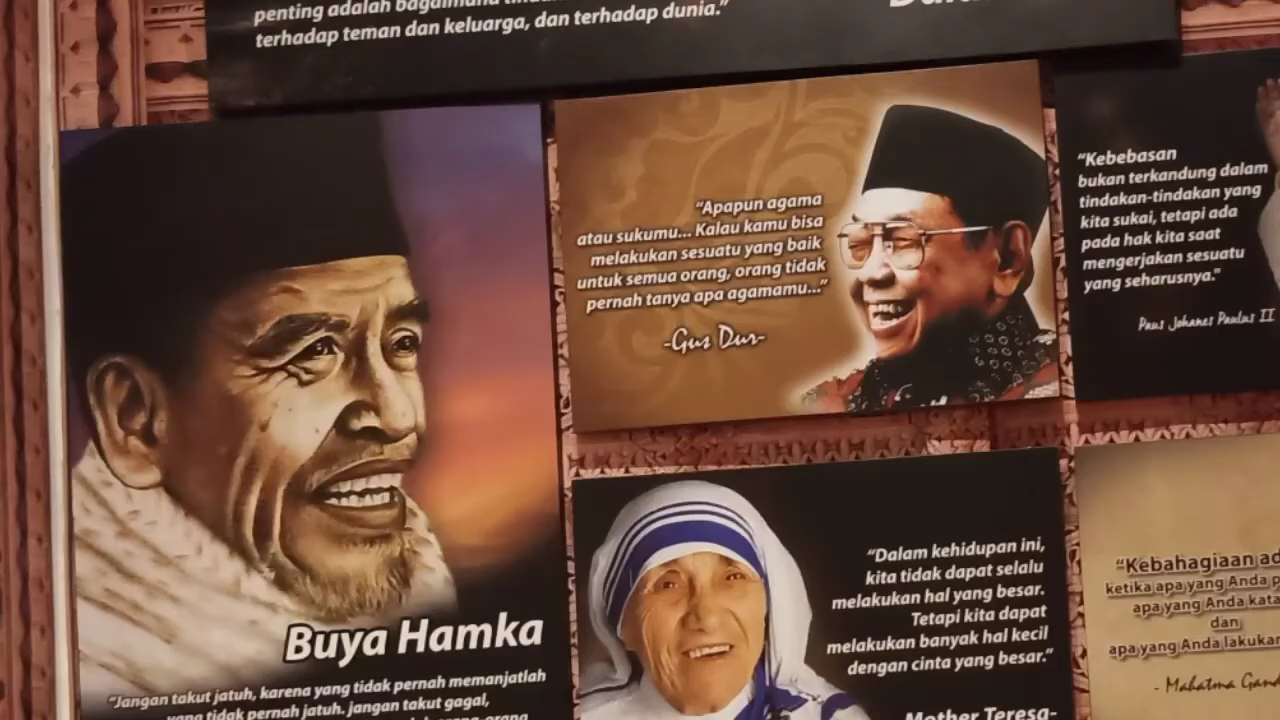 penting adalah bagaimana
terhadap teman dan keluarga, dan terhadap dunia."
"Apapun agama
atau sukumu... Kalau kamu bisa
melakukan sesuatu yang baik
untuk semua orang, orang tidak
pernah tanya apa agamamu..."
-Gus Dur-
"Kebebasan
bukan terkandung dalam
tindakan-tindakan yang
kita sukai, tetapi ada
pada hak kita saat
mengerjakan sesuatu
yang seharusnya."
Paus Johanes Paulus II
Buya Hamka
"Jangan takut jatuh, karena yang tidak pernah memanjatlah
yang tidak pernah jatuh. jangan takut gagal,
"Dalam kehidupan ini,
kita tidak dapat selalu
melakukan hal yang besar.
Tetapi kita dapat
melakukan banyak hal kecil
dengan cinta yang besar."
Mother Teresa-
"Kebahagiaan
ketika apa yang Anda
apa yang Anda
dan
apa yang Anda lakukan
- Mahatma